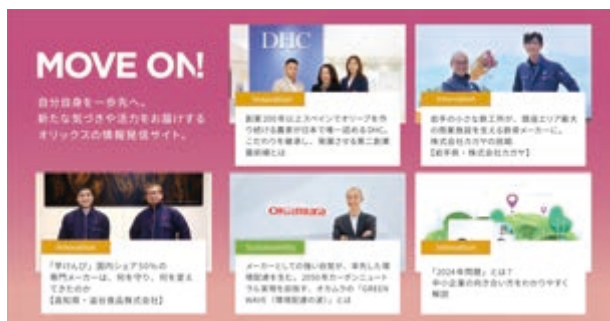 MOVE ON!
自分自身を一歩先へ。
新たな気づきや活力をお届けする
オリックスの情報発信サイト。
DHC
Innovation
創業200年以上スペインでオリーブを作
り続ける農家が日本で唯一認めるDHC。
こだわりを継承し、発展させる第二創業
最前線とは
Innovation
岩手の小さな鉄工所が、銀座エリア最大
の商業施設を支える鉄骨メーカーに。
株式会社カガヤの挑戦
【岩手県・株式会社カガヤ】
Innovation
「芋けんぴ」国内シェア50%の
専門メーカーは、何を守り、何を変え
てきたのか
【高知県・澁谷食品株式会社】
Okamura
Sustainability
メーカーとしての強い自覚が、率先した環
境配慮を生む。2050年カーボンニュート
ラル実現を目指す、オカムラの「GREEN
WAVE（環境配慮の波）」とは
Innovation
「2024年問題」とは？
中小企業の向き合い方をわかりやすく
解説